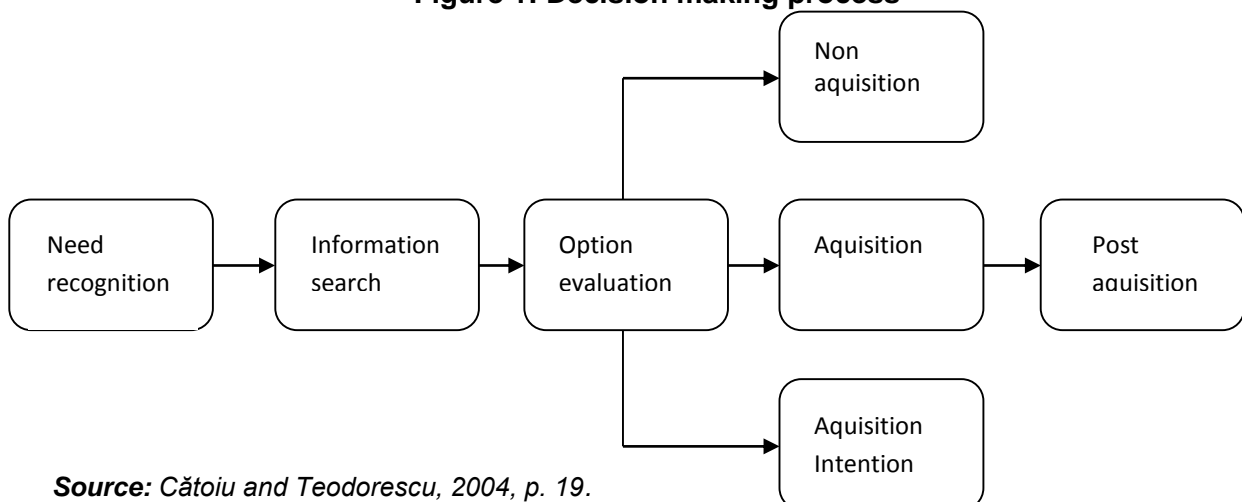 Figure 1: Decision making process
Non
aquisition
Need
recognition
Information
search
Option
evaluation
Aquisition
Post
aquisition
Aquisition
Intention
Source: Cătoiu and Teodorescu, 2004, p. 19.